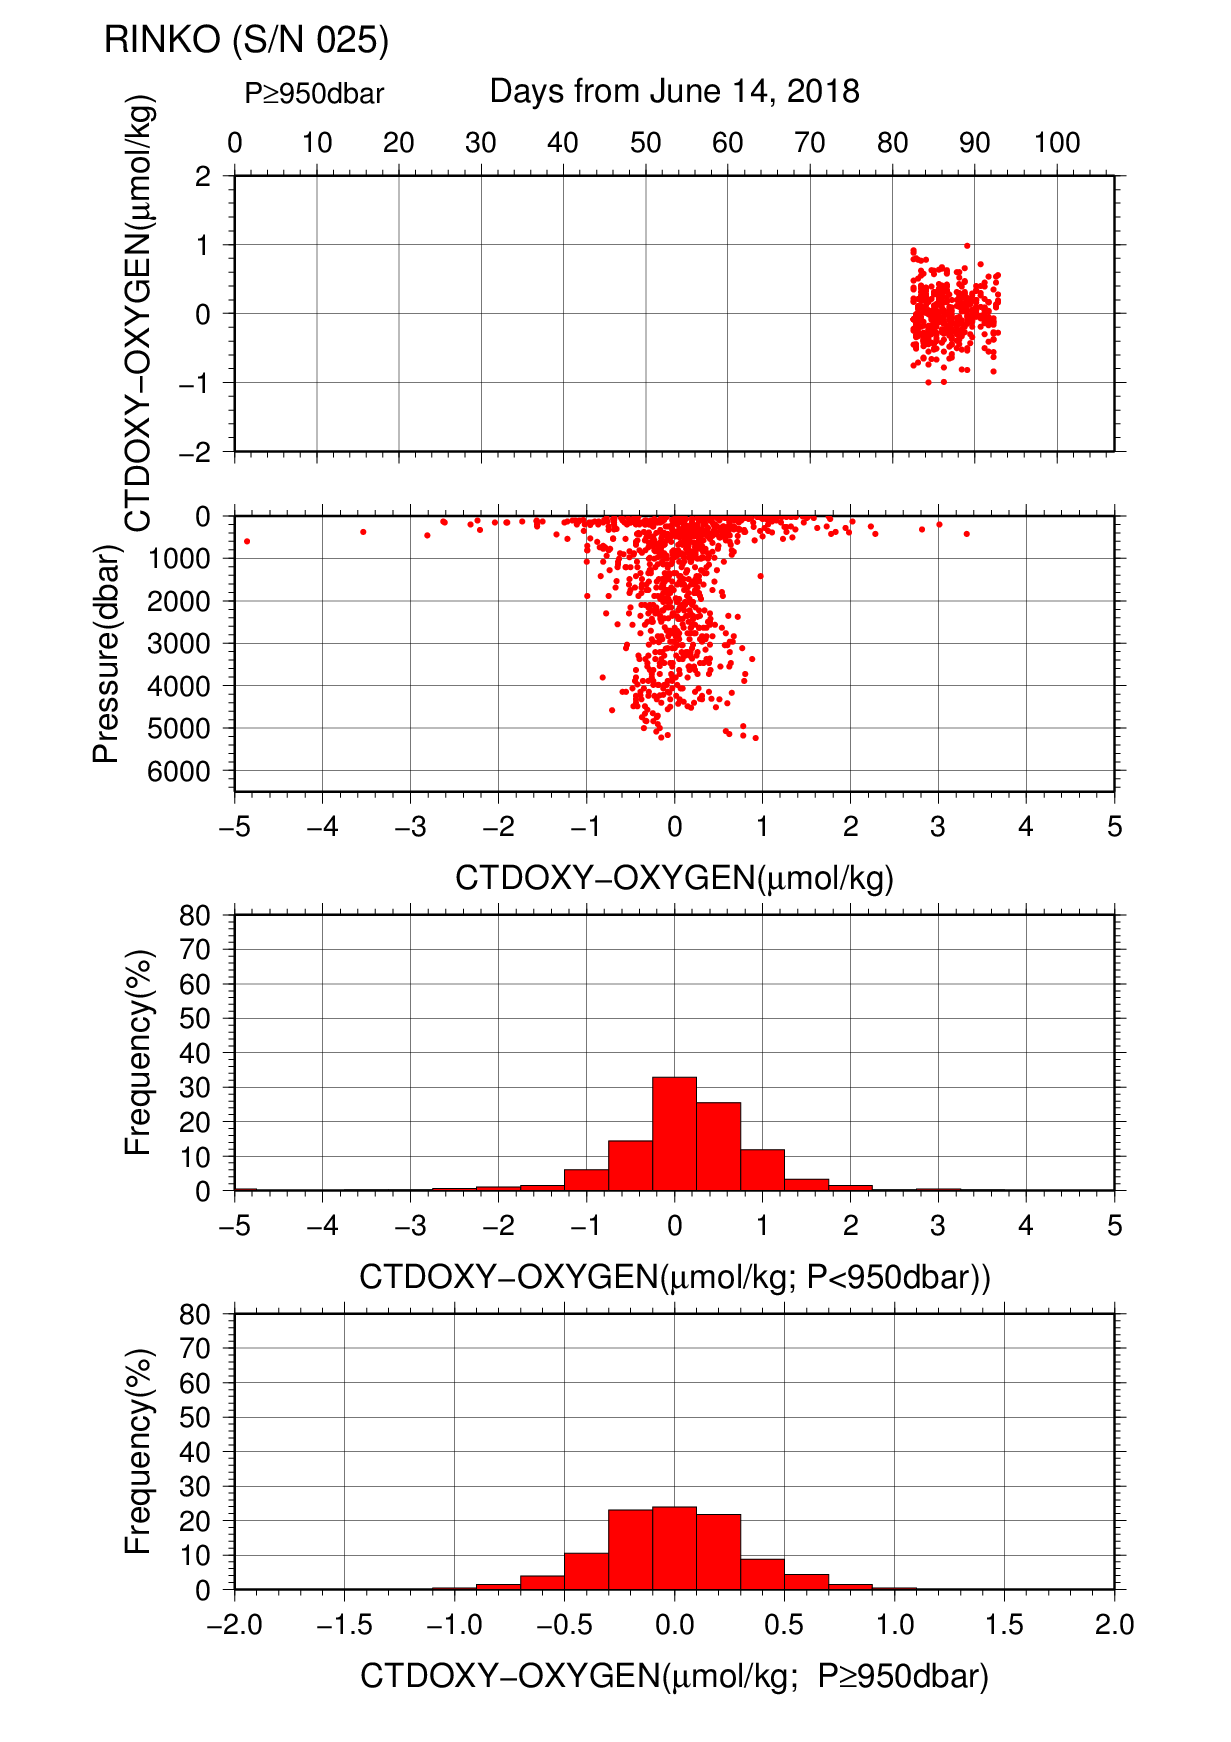 RINKO (S/N 025)
P≥950dbar
Days from June 14, 2018
0 10 20 30 40 50 60 70 80 90 100
CTDOXY−OXYGEN(μmol/kg)
2
1
0
−1
−2
Pressure(dbar)
0
1000
2000
3000
4000
5000
6000
−5 −4 −3 −2 −1 0 1 2 3 4 5
CTDOXY−OXYGEN(μmol/kg)
Frequency(%)
80
70
60
50
40
30
20
10
0
−5 −4 −3 −2 −1 0 1 2 3 4 5
CTDOXY−OXYGEN(μmol/kg; P<950dbar))
Frequency(%)
80
70
60
50
40
30
20
10
0
−2.0 −1.5 −1.0 −0.5 0.0 0.5 1.0 1.5 2.0
CTDOXY−OXYGEN(μmol/kg; P≥950dbar)